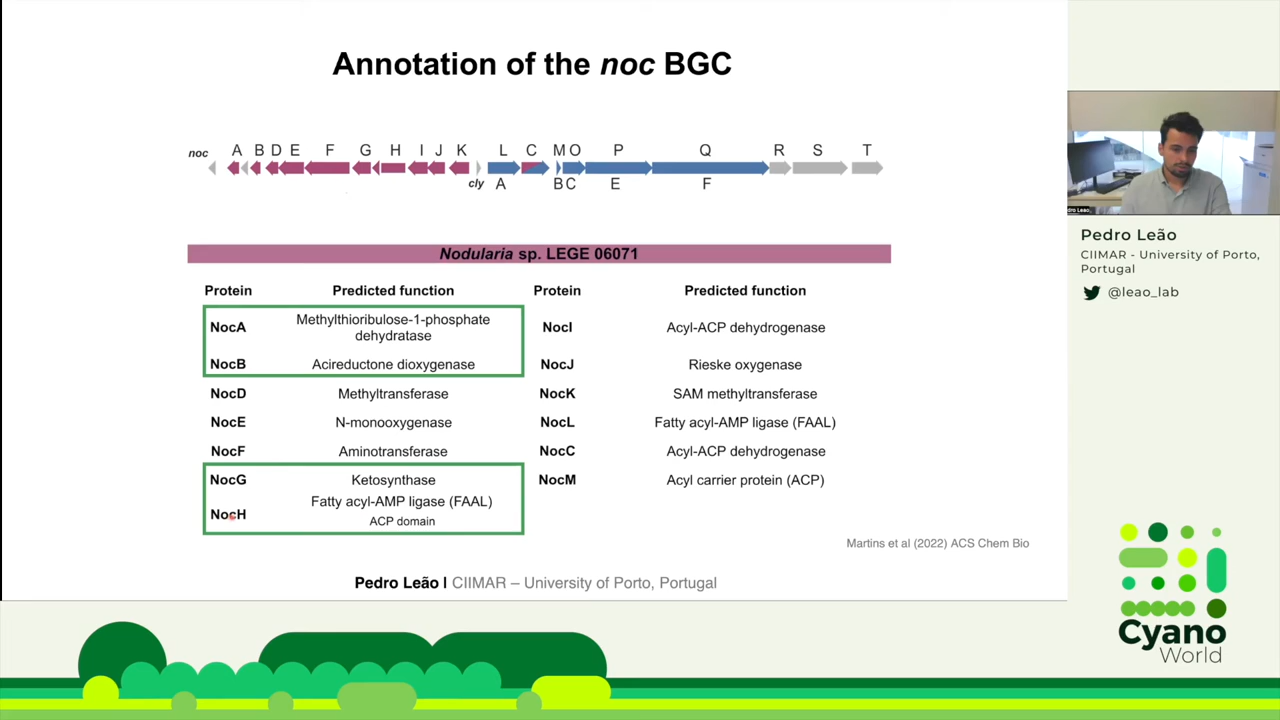 Annotation of the noc BGC
noc A B D E F G H I J K L C M O P Q R S T
cly A B C E F
Nodularia sp. LEGE 06071
Protein Predicted function Protein Predicted function
NocA Methylthioribulose-1-phosphate dehydratase NocI Acyl-ACP dehydrogenase
NocB Acireductone dioxygenase NocJ Rieske oxygenase
NocD Methyltransferase NocK SAM methyltransferase
NocE N-monooxygenase NocL Fatty acyl-AMP ligase (FAAL)
NocF Aminotransferase NocC Acyl-ACP dehydrogenase
NocG Ketosynthase NocM Acyl carrier protein (ACP)
NocH Fatty acyl-AMP ligase (FAAL)
ACP domain
Martins et al (2022) ACS Chem Bio
Pedro Leão I CIIMAR – University of Porto, Portugal
Pedro Leão
CIIMAR - University of Porto,
Portugal
@leao_lab
Cyano
World